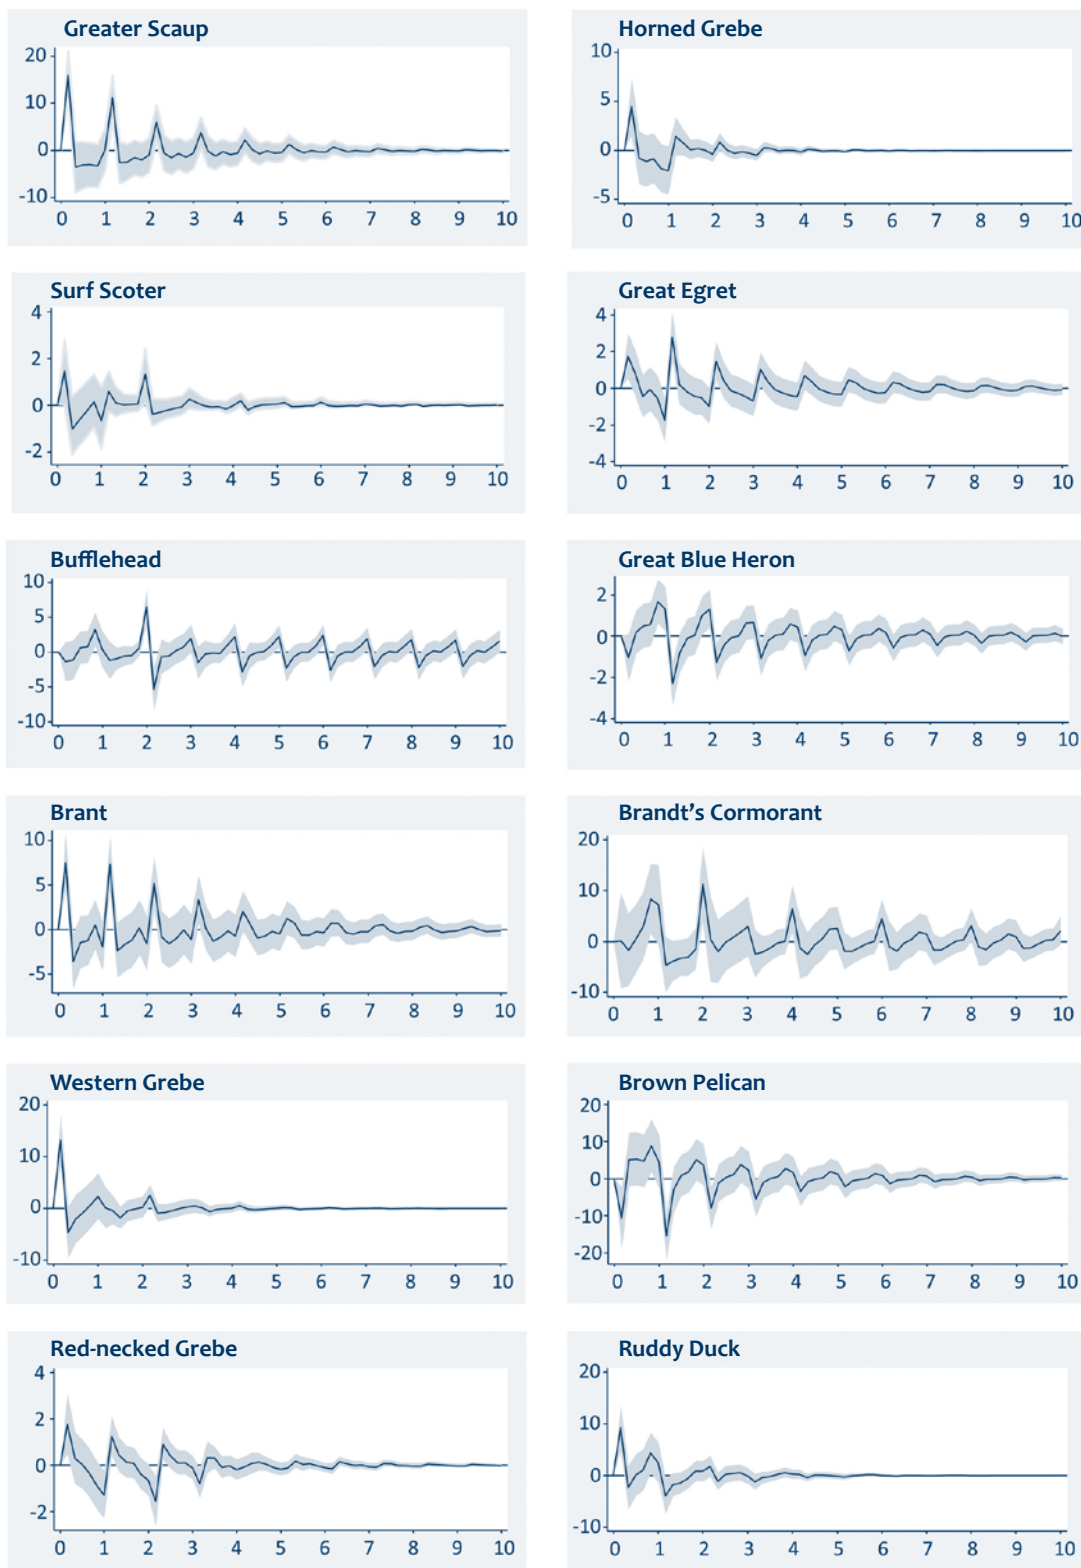 Greater Scaup
20
10
0
-10
0 1 2 3 4 5 6 7 8 9 10
Horned Grebe
10
5
0
-5
0 1 2 3 4 5 6 7 8 9 10
Surf Scoter
4
2
0
-2
0 1 2 3 4 5 6 7 8 9 10
Great Egret
4
2
0
-2
-4
0 1 2 3 4 5 6 7 8 9 10
Bufflehead
10
5
0
-5
-10
0 1 2 3 4 5 6 7 8 9 10
Great Blue Heron
2
0
-2
-4
0 1 2 3 4 5 6 7 8 9 10
Brant
10
5
0
-5
0 1 2 3 4 5 6 7 8 9 10
Brandt’s Cormorant
20
10
0
-10
0 1 2 3 4 5 6 7 8 9 10
Western Grebe
20
10
0
-10
0 1 2 3 4 5 6 7 8 9 10
Brown Pelican
20
10
0
-10
-20
0 1 2 3 4 5 6 7 8 9 10
Red-necked Grebe
4
2
0
-2
0 1 2 3 4 5 6 7 8 9 10
Ruddy Duck
20
10
0
-10
0 1 2 3 4 5 6 7 8 9 10